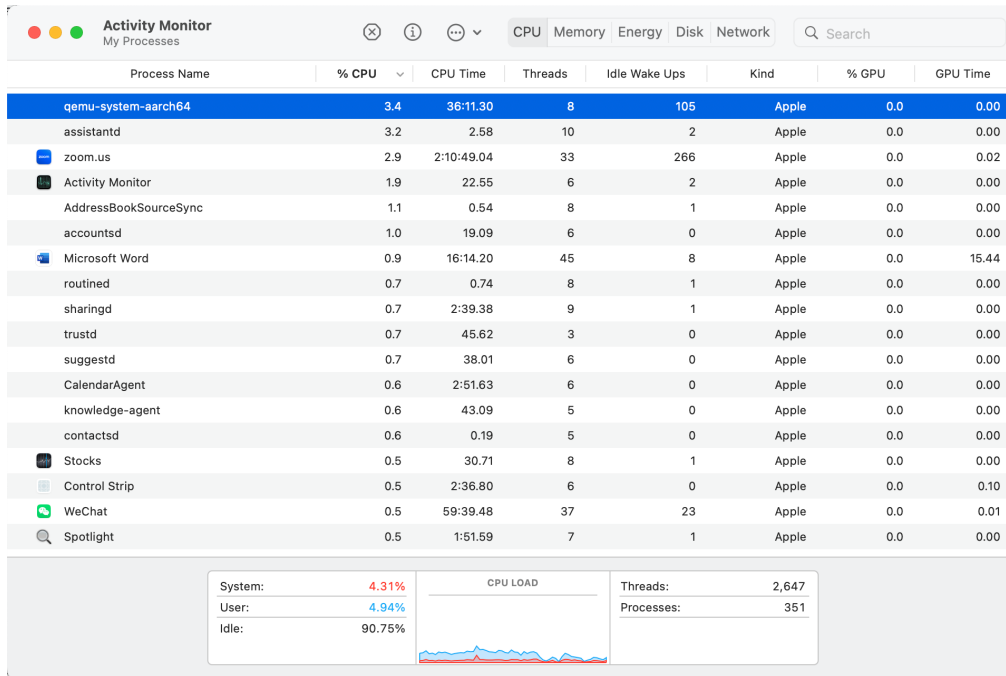 Activity Monitor
My Processes
CPU Memory Energy Disk Network
Search
Process Name % CPU CPU Time Threads Idle Wake Ups Kind % GPU GPU Time
qemu-system-aarch64 3.4 36:11.30 8 105 Apple 0.0 0.00
assistantd 3.2 2.58 10 2 Apple 0.0 0.00
zoom.us 2.9 2:10:49.04 33 266 Apple 0.0 0.02
Activity Monitor 1.9 22.55 6 2 Apple 0.0 0.00
AddressBookSourceSync 1.1 0.54 8 1 Apple 0.0 0.00
accountsd 1.0 19.09 6 0 Apple 0.0 0.00
Microsoft Word 0.9 16:14.20 45 8 Apple 0.0 15.44
routined 0.7 0.74 8 1 Apple 0.0 0.00
sharingd 0.7 2:39.38 9 1 Apple 0.0 0.00
trustd 0.7 45.62 3 0 Apple 0.0 0.00
suggestd 0.7 38.01 6 0 Apple 0.0 0.00
CalendarAgent 0.6 2:51.63 6 0 Apple 0.0 0.00
knowledge-agent 0.6 43.09 5 0 Apple 0.0 0.00
contactsd 0.6 0.19 5 0 Apple 0.0 0.00
Stocks 0.5 30.71 8 1 Apple 0.0 0.00
Control Strip 0.5 2:36.80 6 0 Apple 0.0 0.10
WeChat 0.5 59:39.48 37 23 Apple 0.0 0.01
Spotlight 0.5 1:51.59 7 1 Apple 0.0 0.00
System: 4.31%
User: 4.94%
Idle: 90.75%
CPU LOAD
Threads: 2,647
Processes: 351